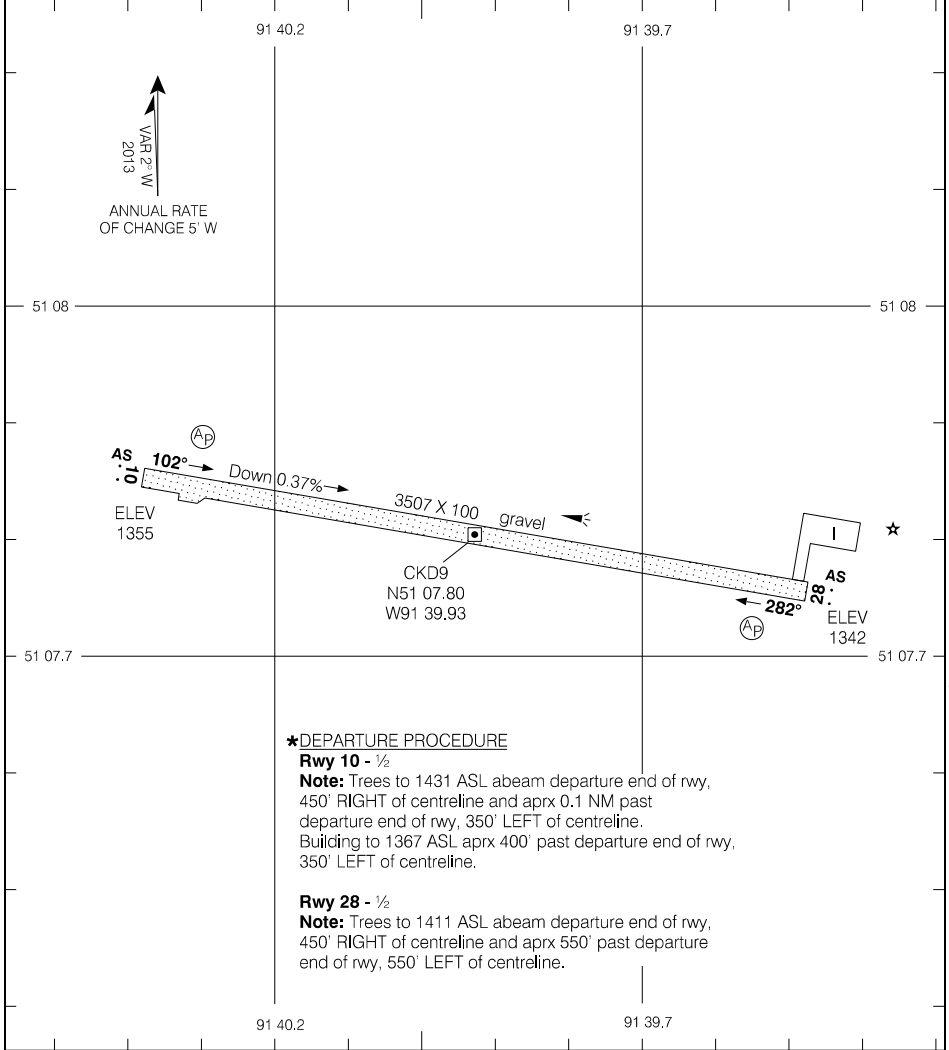 91 40.2
91 39.7
VAR 2° W
2013
ANNUAL RATE
OF CHANGE 5' W
51 08
51 08
AP
AS
10
102°
Down 0.37%
3507 X 100
gravel
ELEV
1355
CKD9
N51 07.80
W91 39.93
I
AS
28
282°
AP
ELEV
1342
51 07.7
51 07.7
*DEPARTURE PROCEDURE
Rwy 10 - ½
Note: Trees to 1431 ASL abeam departure end of rwy,
450' RIGHT of centreline and aprx 0.1 NM past
departure end of rwy, 350' LEFT of centreline.
Building to 1367 ASL aprx 400' past departure end of rwy,
350' LEFT of centreline.
Rwy 28 - ½
Note: Trees to 1411 ASL abeam departure end of rwy,
450' RIGHT of centreline and aprx 550' past departure
end of rwy, 550' LEFT of centreline.
91 40.2
91 39.7